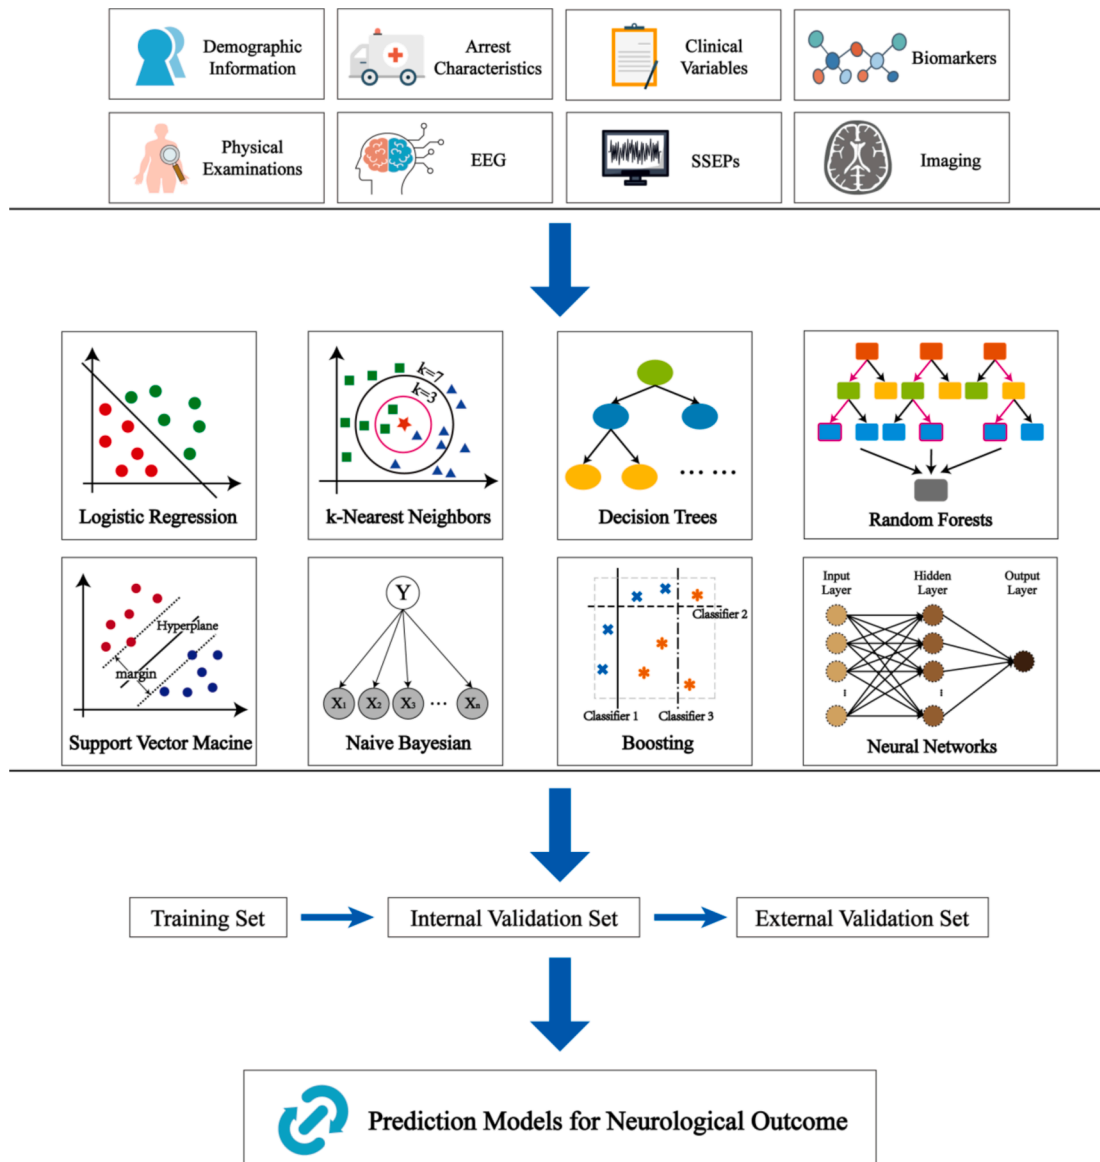 Demographic
Information
Arrest
Characteristics
Clinical
Variables
Biomarkers
Physical
Examinations
EEG
SSEPs
Imaging
k=7
k=3
Logistic Regression
k-Nearest Neighbors
Decision Trees
Random Forests
Hyperplane
margin
Support Vector Macine
Y
X1
X2
X3
...
Xn
Naive Bayesian
Classifier 2
Classifier 1
Classifier 3
Boosting
Input
Layer
Hidden
Layer
Output
Layer
Neural Networks
Training Set
Internal Validation Set
External Validation Set
Prediction Models for Neurological Outcome